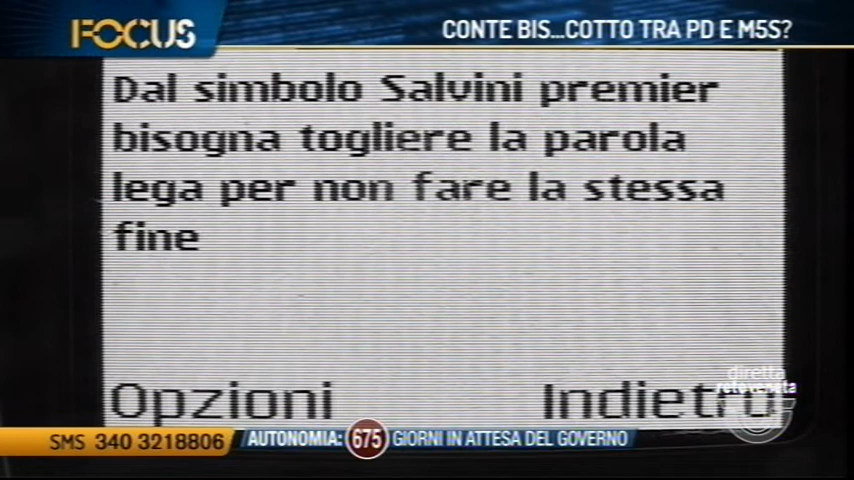 FOCUS
CONTE BIS...COTTO TRA PD E M5S?
Dal simbolo Salvini premier
bisogna togliere la parola
lega per non fare la stessa
fine
Opzioni Indietro
diretta
reteveneta
SMS 340 3218806
AUTONOMIA: 675 GIORNI IN ATTESA DEL GOVERNO